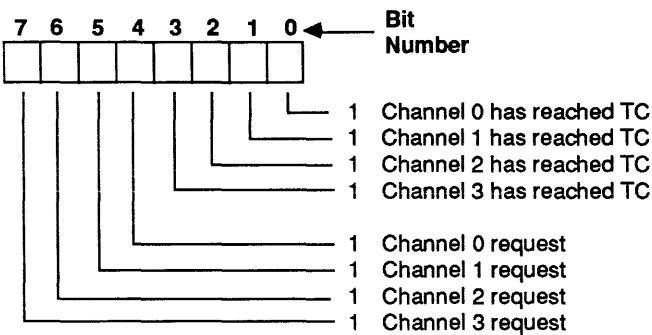 7 6 5 4 3 2 1 0 Bit
Number
1 Channel 0 has reached TC
1 Channel 1 has reached TC
1 Channel 2 has reached TC
1 Channel 3 has reached TC
1 Channel 0 request
1 Channel 1 request
1 Channel 2 request
1 Channel 3 request